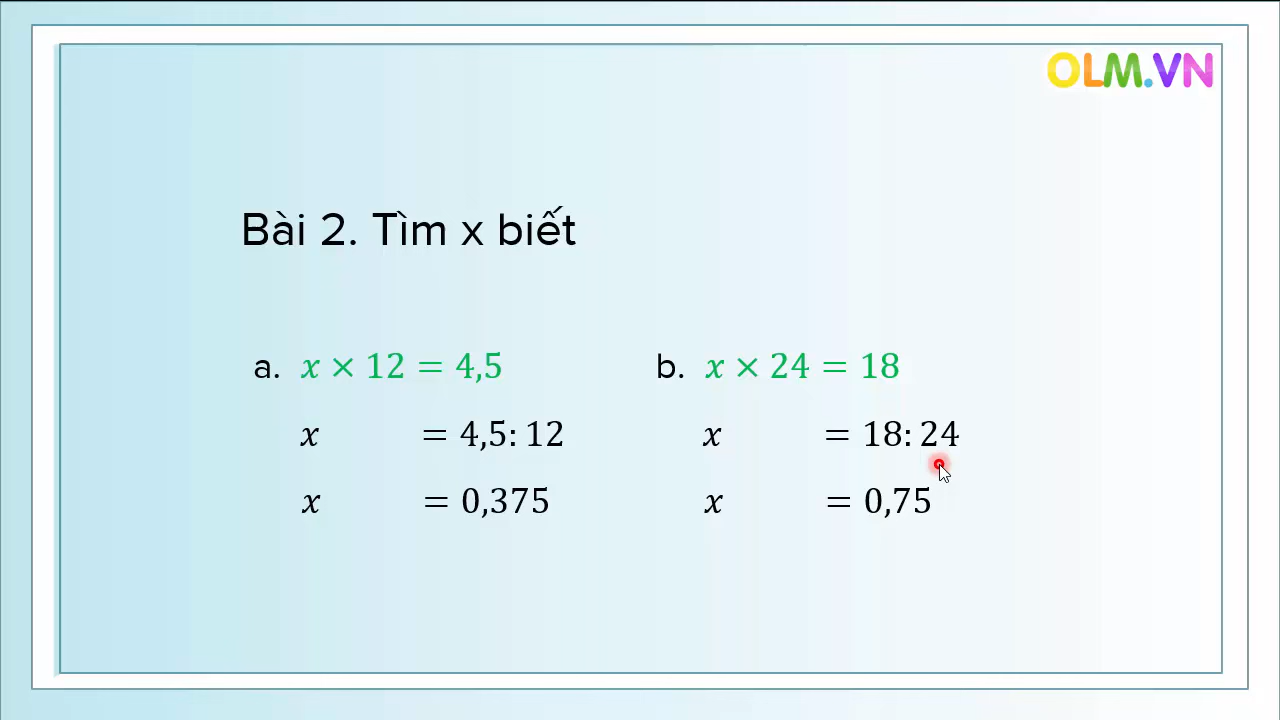 OLM.VN
Bài 2. Tìm x biết
a. x × 12 = 4,5
x = 4,5: 12
x = 0,375
b. x × 24 = 18
x = 18: 24
x = 0,75